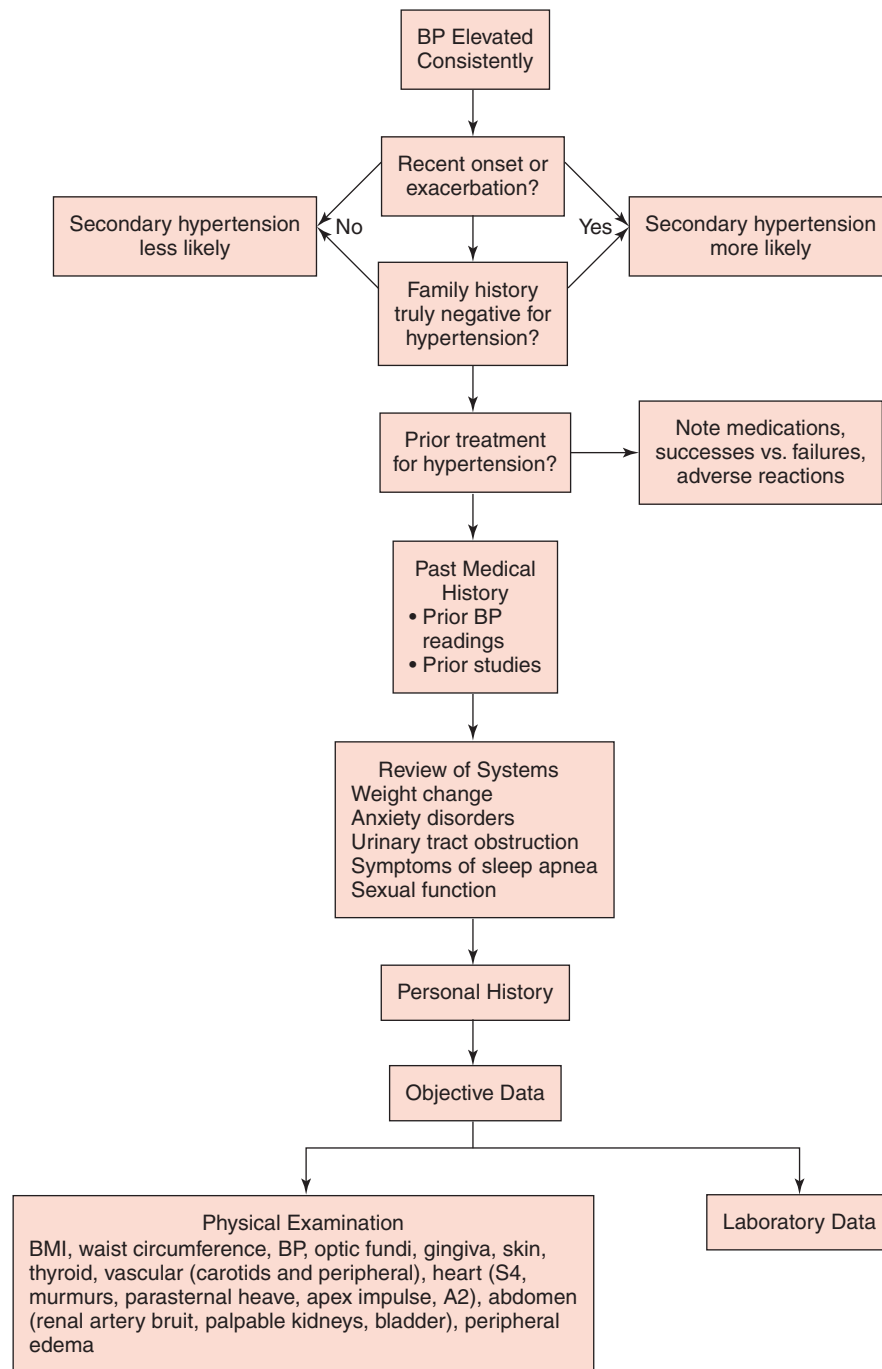 BP Elevated
Consistently
Recent onset or
exacerbation?
Secondary hypertension
less likely
No
Yes
Secondary hypertension
more likely
Family history
truly negative for
hypertension?
Prior treatment
for hypertension?
Note medications,
successes vs. failures,
adverse reactions
Past Medical
History
• Prior BP
readings
• Prior studies
Review of Systems
Weight change
Anxiety disorders
Urinary tract obstruction
Symptoms of sleep apnea
Sexual function
Personal History
Objective Data
Physical Examination
BMI, waist circumference, BP, optic fundi, gingiva, skin,
thyroid, vascular (carotids and peripheral), heart (S4,
murmurs, parasternal heave, apex impulse, A2), abdomen
(renal artery bruit, palpable kidneys, bladder), peripheral
edema
Laboratory Data